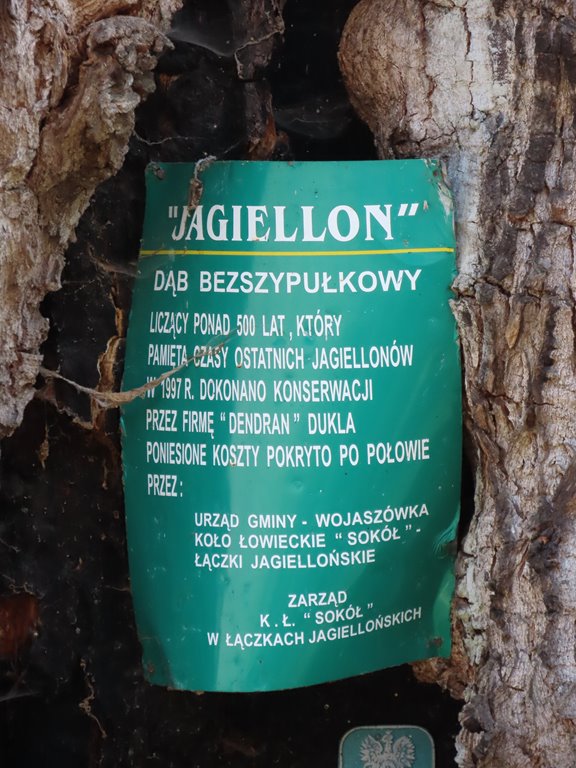 "JAGIELLON"
DĄB BEZSZYPUŁKOWY
LICZĄCY PONAD 500 LAT, KTÓRY
PAMIĘTA CZASY OSTATNICH JAGIELLONÓW
W 1997 R. DOKONANO KONSERWACJI
PRZEZ FIRMĘ "DENDRAN" DUKLA
PONIESIONE KOSZTY POKRYTO PO POŁOWIE
PRZEZ:
URZĄD GMINY - WOJASZÓWKA
KOŁO ŁOWIECKIE "SOKÓŁ" -
ŁĄCZKI JAGIELLOŃSKIE
ZARZĄD
K.Ł. "SOKÓŁ"
W ŁĄCZKACH JAGIELLOŃSKICH